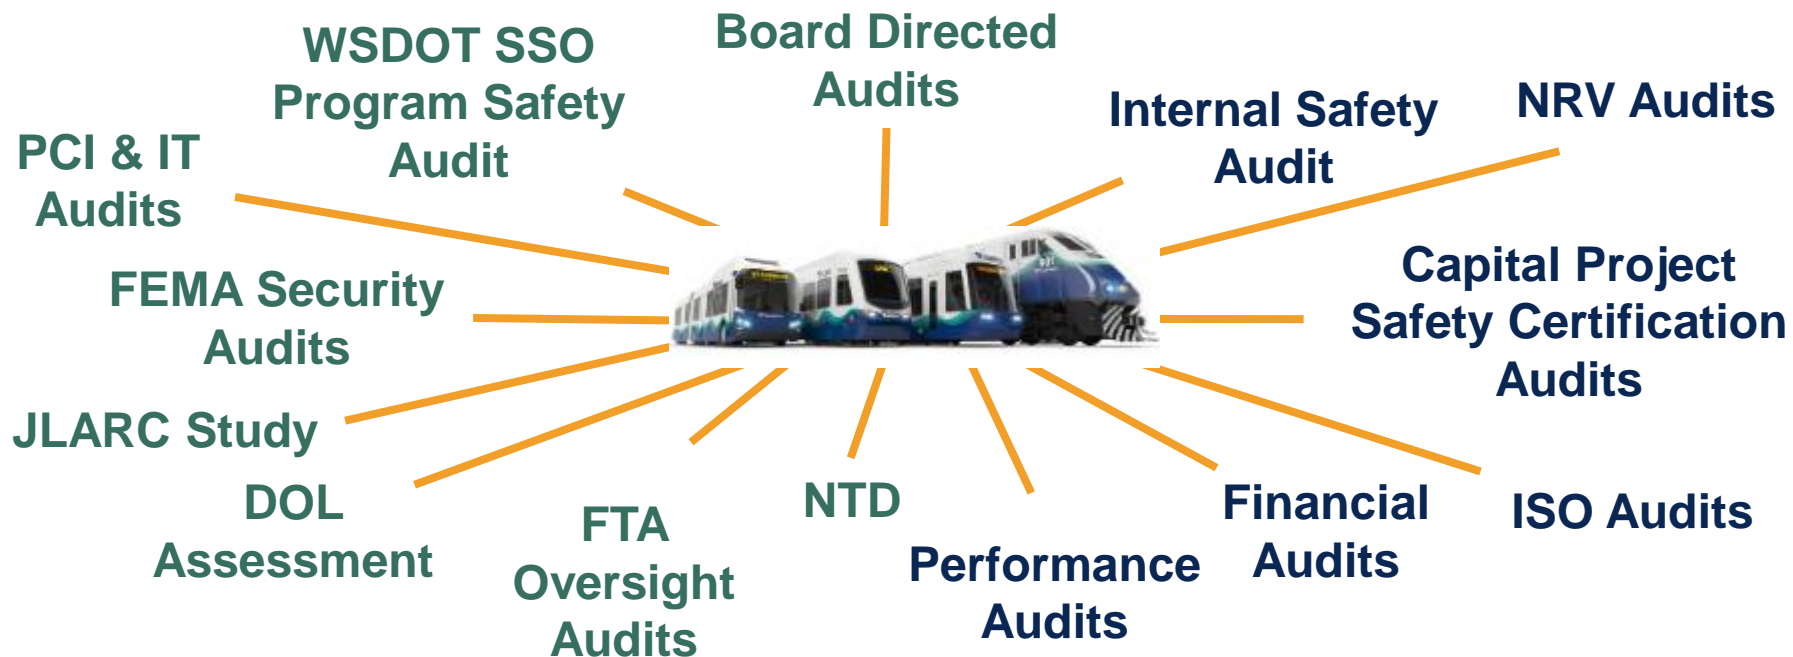 WSDOT SSO
Program Safety
Audit
Board Directed
Audits
Internal Safety
Audit
NRV Audits
PCI & IT
Audits
FEMA Security
Audits
Capital Project
Safety Certification
Audits
JLARC Study
DOL
Assessment
FTA
Oversight
Audits
NTD
Performance
Audits
Financial
Audits
ISO Audits